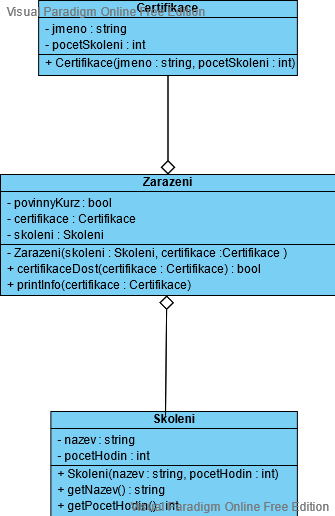 Visual Paradigm Online Free Edition
Certifikace
- jmeno : string
- pocetSkoleni : int
+ Certifikace(jmeno : string, pocetSkoleni : int)
Zarazeni
- povinnyKurz : bool
- certifikace : Certifikace
- skoleni : Skoleni
- Zarazeni(skoleni : Skoleni, certifikace :Certifikace )
+ certifikaceDost(certifikace : Certifikace) : bool
+ printInfo(certifikace : Certifikace)
Skoleni
- nazev : string
- pocetHodin : int
+ Skoleni(nazev : string, pocetHodin : int)
+ getNazev() : string
+ getPocetHodin() : int
Visual Paradigm Online Free Edition